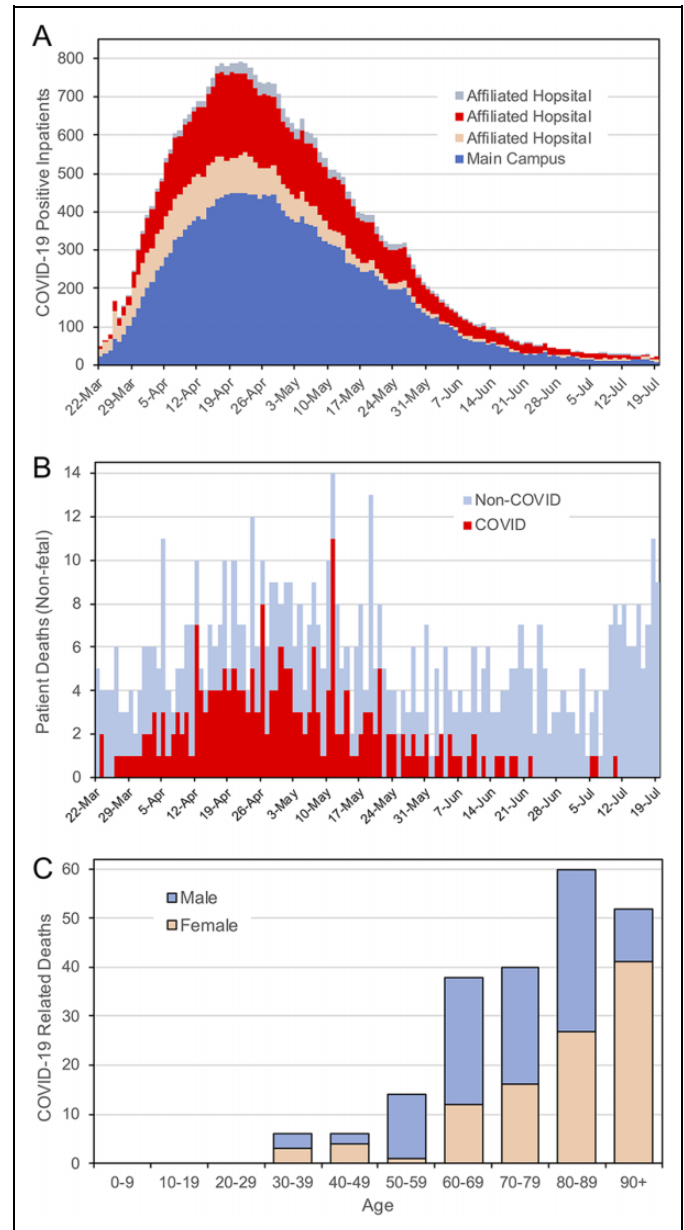 A
800
700
600
500
400
300
200
100
0
COVID-19 Positive Inpatients
Affiliated Hopsital
Affiliated Hopsital
Affiliated Hopsital
Main Campus
22-Mar 29-Mar 5-Apr 12-Apr 19-Apr 26-Apr 3-May 10-May 17-May 24-May 31-May 7-Jun 14-Jun 21-Jun 28-Jun 5-Jul 12-Jul 19-Jul
B
14
12
10
8
6
4
2
0
Patient Deaths (Non-fetal)
Non-COVID
COVID
22-Mar 29-Mar 5-Apr 12-Apr 19-Apr 26-Apr 3-May 10-May 17-May 24-May 31-May 7-Jun 14-Jun 21-Jun 28-Jun 5-Jul 12-Jul 19-Jul
C
60
50
40
30
20
10
0
COVID-19 Related Deaths
Male
Female
0-9 10-19 20-29 30-39 40-49 50-59 60-69 70-79 80-89 90+
Age